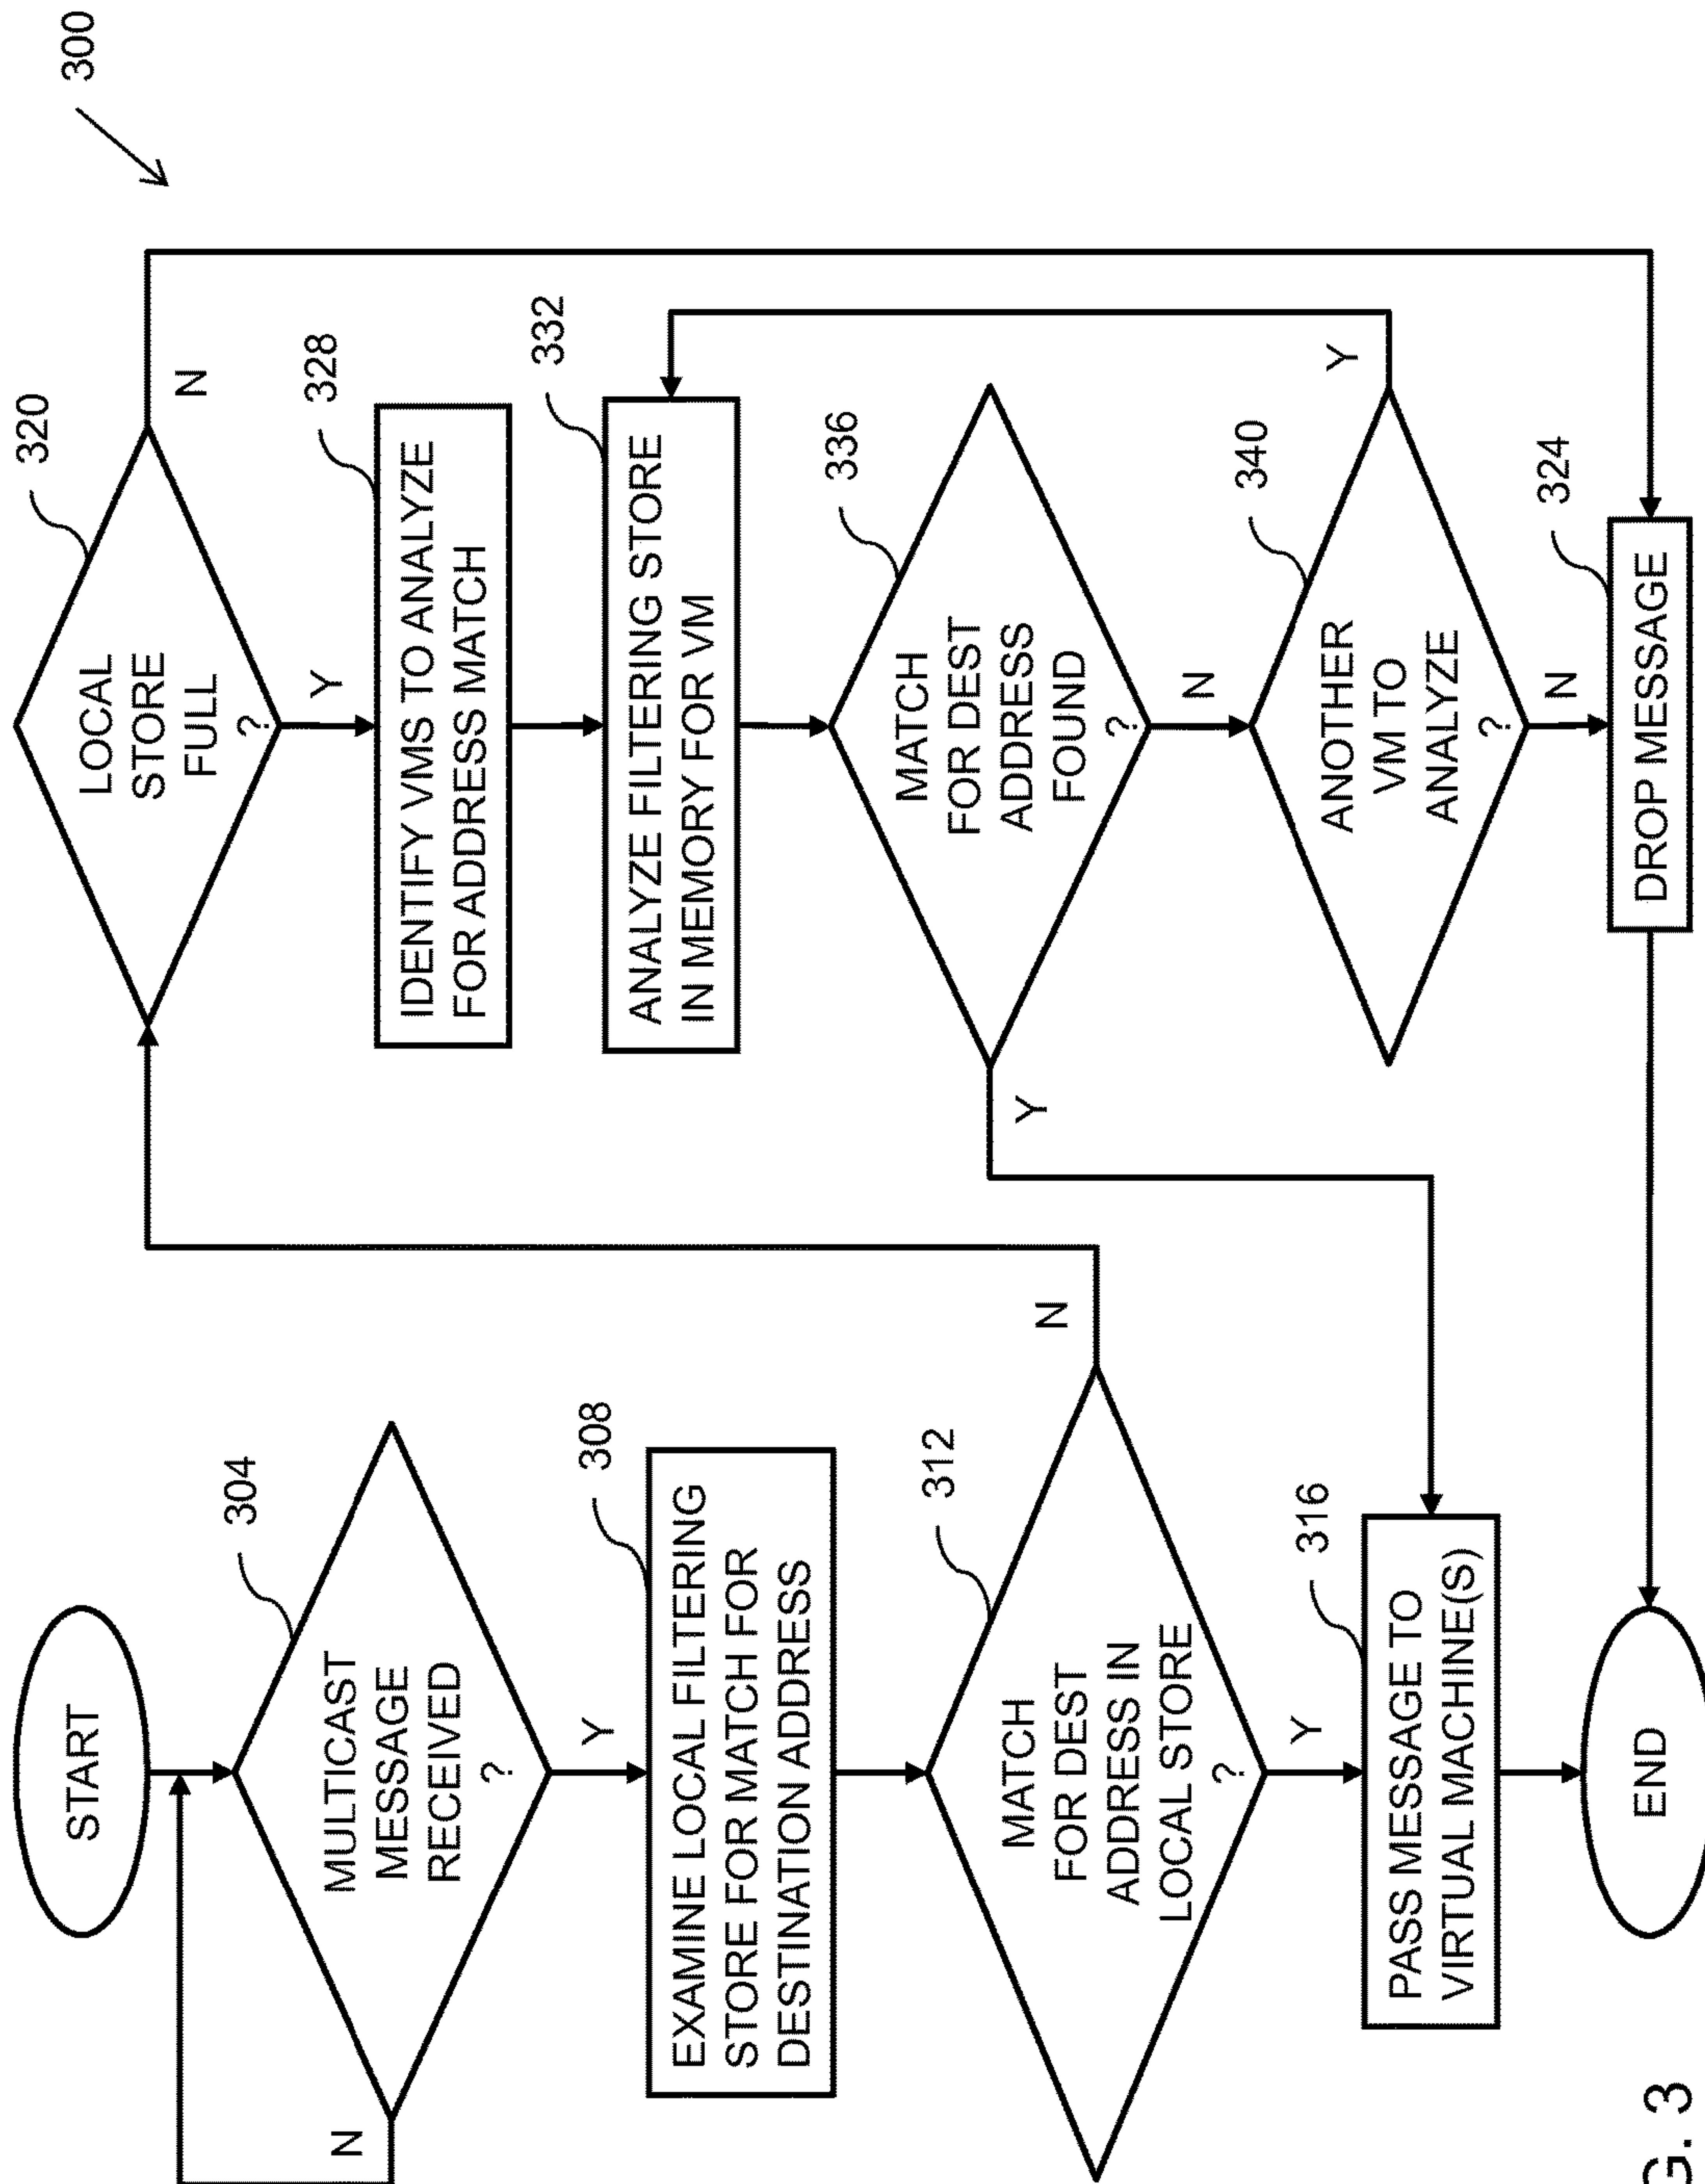 300
START
304
MULTICAST
MESSAGE
RECEIVED
?
N
Y
308
EXAMINE LOCAL FILTERING
STORE FOR MATCH FOR
DESTINATION ADDRESS
312
MATCH
FOR DEST
ADDRESS IN
LOCAL STORE
?
N
Y
316
PASS MESSAGE TO
VIRTUAL MACHINE(S)
END
320
LOCAL
STORE
FULL
?
N
Y
328
IDENTIFY VMS TO ANALYZE
FOR ADDRESS MATCH
332
ANALYZE FILTERING STORE
IN MEMORY FOR VM
336
MATCH
FOR DEST
ADDRESS
FOUND
?
Y
N
340
ANOTHER
VM TO
ANALYZE
?
Y
N
324
DROP MESSAGE
G. 3